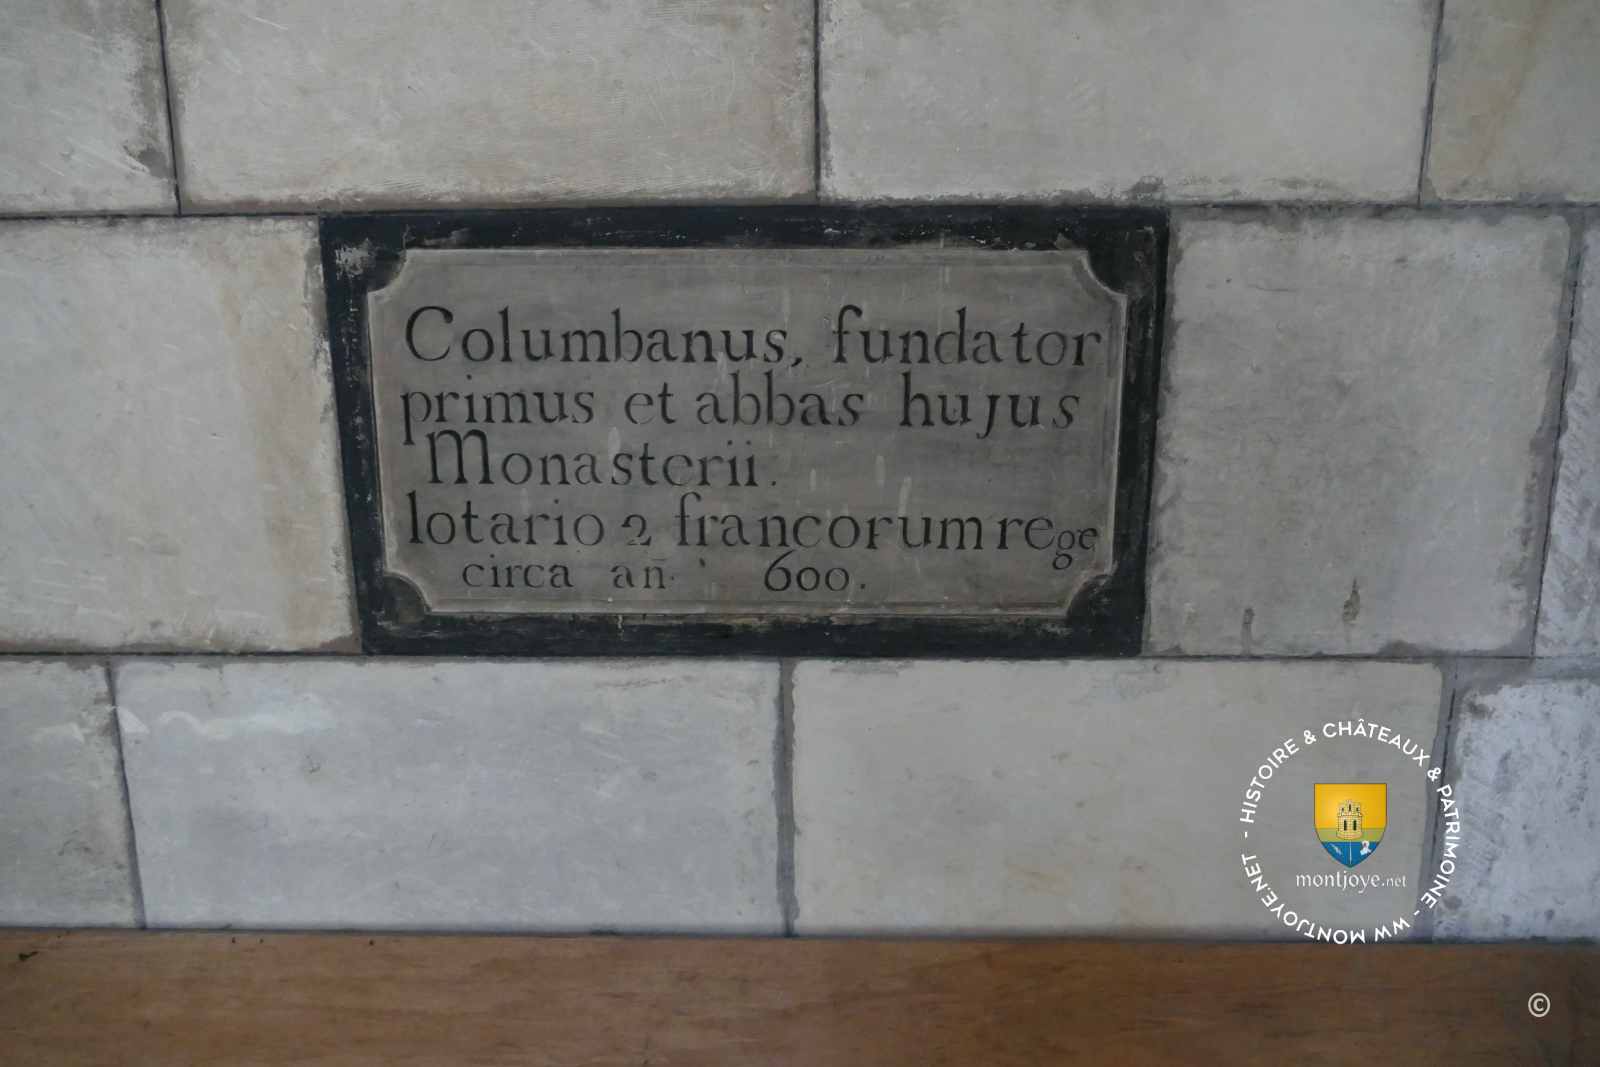 Columbanus, fundator
primus et abbas hujus
Monasterii.
lotario 2 francorum rege
circa añ. 600.
- HISTOIRE & CHÂTEAUX & PATRIMOINE - WW MONTJOYE.NET
montjoye.net
©